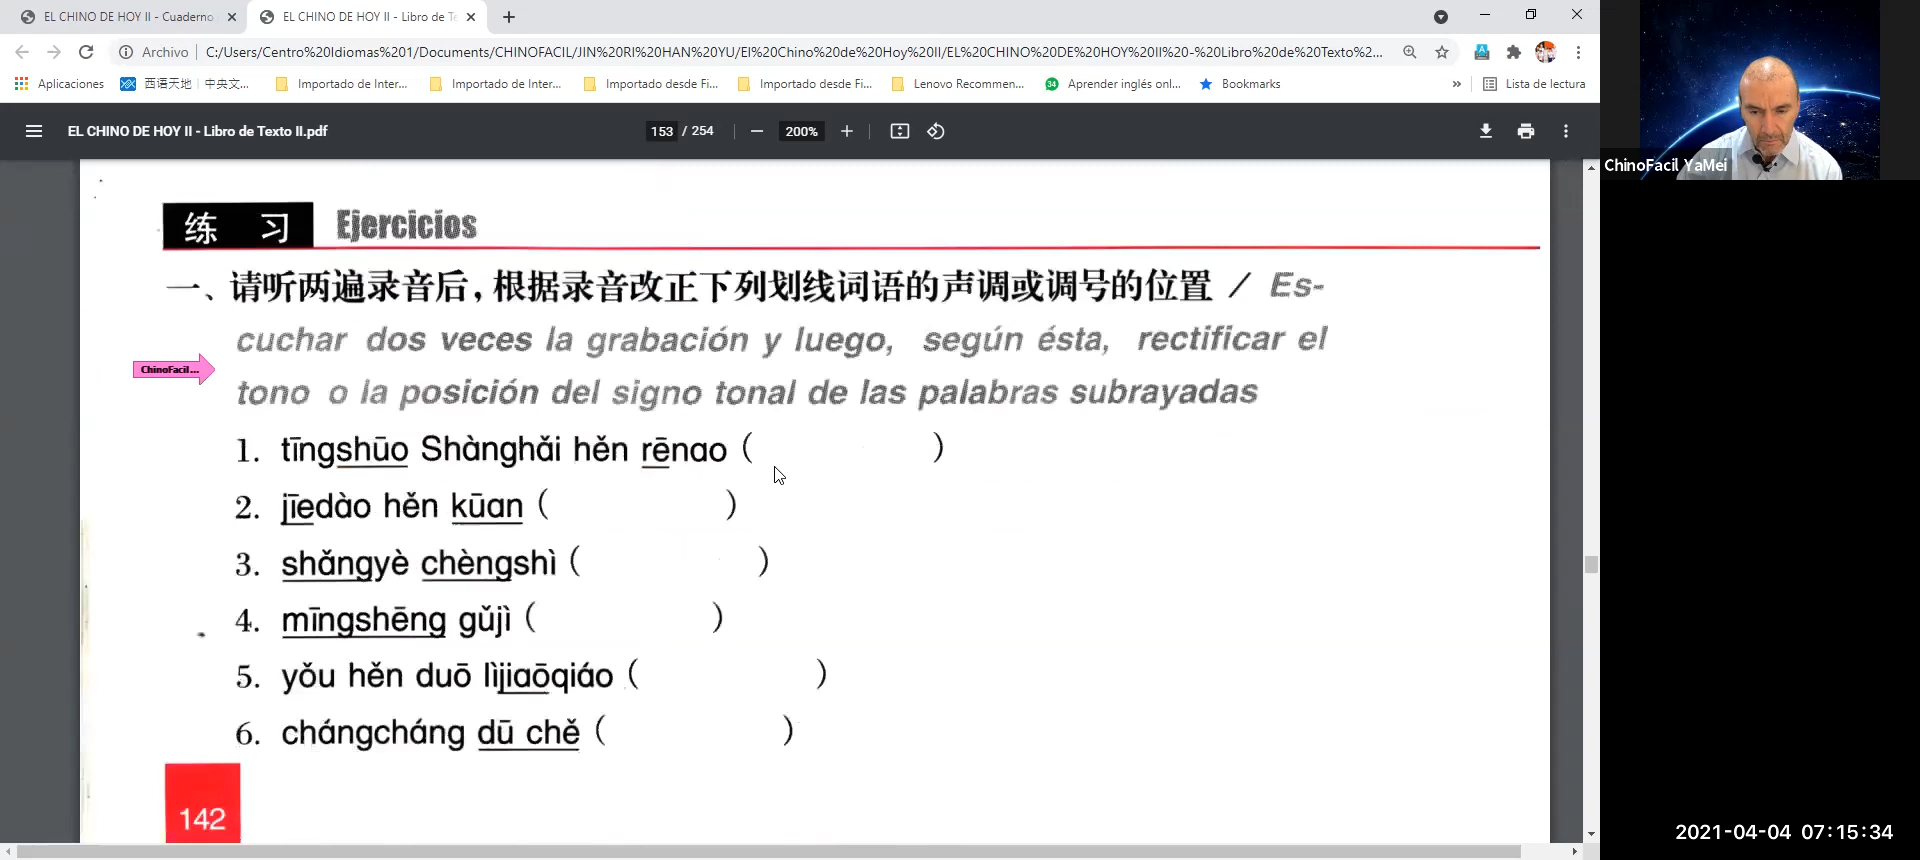 EL CHINO DE HOY II - Cuaderno
EL CHINO DE HOY II - Libro de Te
Archivo
C:/Users/Centro%20Idiomas%201/Documents/CHINOFACIL/JIN%20RI%20HAN%20YU/El%20Chino%20de%20Hoy%20II/EL%20CHINO%20DE%20HOY%20II%20-%20Libro%20de%20Texto%2...
Aplicaciones
西语天地 | 中央文...
Importado de Inter...
Importado de Inter...
Importado desde Fi...
Importado desde Fi...
Lenovo Recommen...
34 Aprender inglés onl...
Bookmarks
»
Lista de lectura
EL CHINO DE HOY II - Libro de Texto II.pdf
153 / 254
200%
ChinoFacil YaMei
练 习 Ejercicios
一、请听两遍录音后,根据录音改正下列划线词语的声调或调号的位置 / Es-
cuchar dos veces la grabación y luego, según ésta, rectificar el
ChinoFacil...
tono o la posición del signo tonal de las palabras subrayadas
1. tīngshūo Shànghǎi hěn rēnao ( )
2. jīedào hěn kūan ( )
3. shǎngyè chèngshì ( )
4. mīngshēng gǔjì ( )
5. yǒu hěn duō lìjiaōqiáo ( )
6. chángcháng dū chě ( )
142
2021-04-04 07:15:34